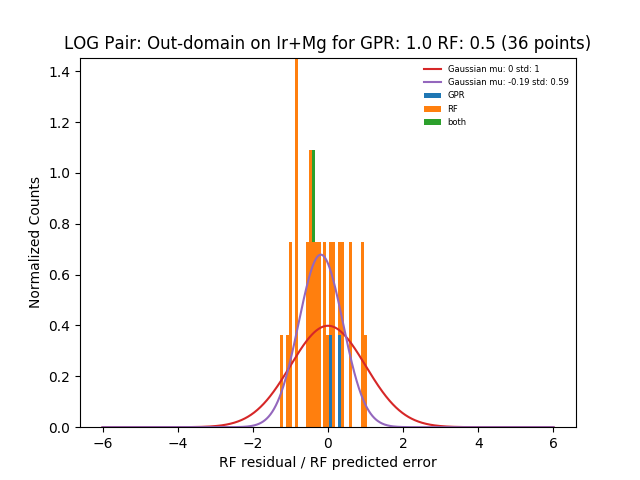 LOG Pair: Out-domain on Ir+Mg for GPR: 1.0 RF: 0.5 (36 points)
Gaussian mu: 0 std: 1
Gaussian mu: -0.19 std: 0.59
GPR
RF
both
Normalized Counts
1.4
1.2
1.0
0.8
0.6
0.4
0.2
0.0
−6 −4 −2 0 2 4 6
RF residual / RF predicted error